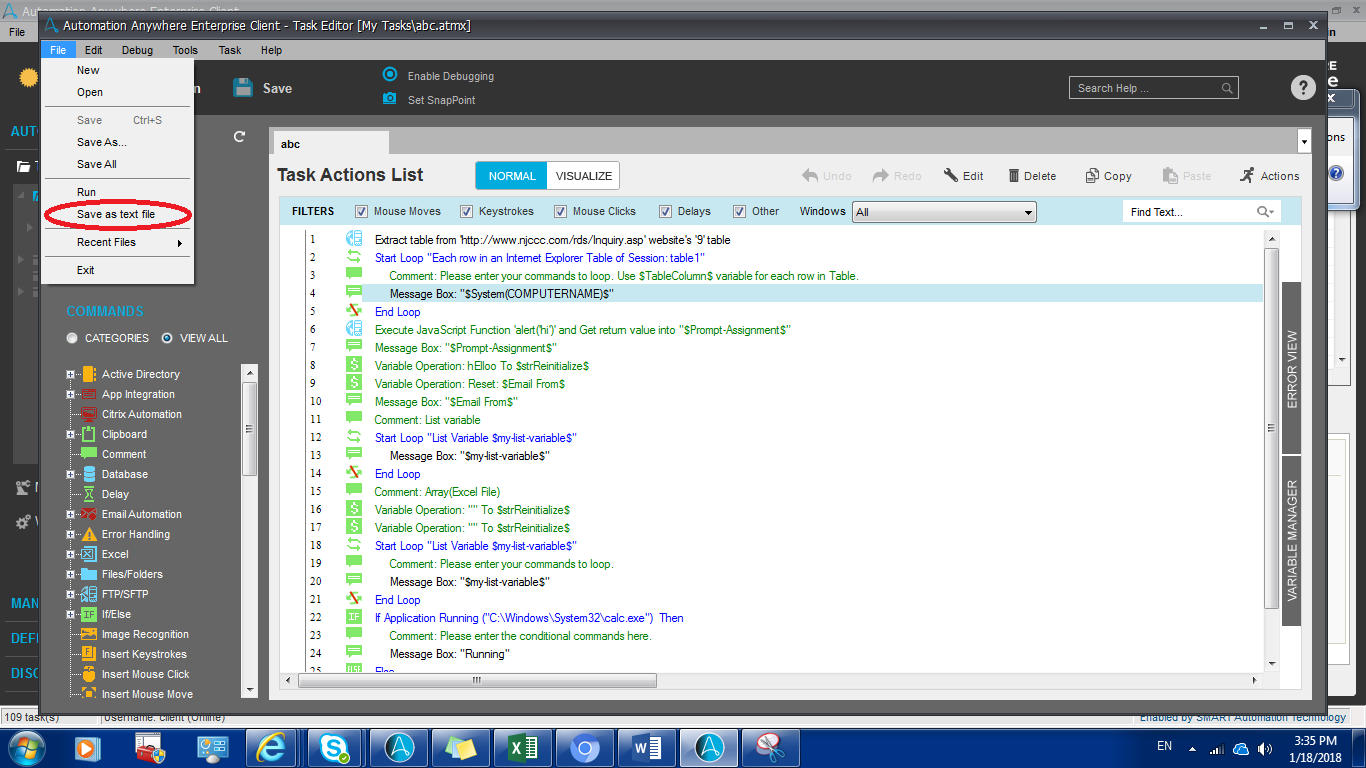 Automation Anywhere Enterprise Client
Automation Anywhere Enterprise Client - Task Editor [My Tasks\abc.atmx]
File
File Edit Debug Tools Task Help
New
Open
Save Ctrl+S
Save As...
Save All
Run
Save as text file
Recent Files
Exit
Save
Enable Debugging
Set SnapPoint
Search Help ...
?
abc
Task Actions List
NORMAL VISUALIZE
Undo Redo Edit Delete Copy Paste Actions
FILTERS Mouse Moves Keystrokes Mouse Clicks Delays Other Windows All Find Text...
1 Extract table from 'http://www.njccc.com/rds/Inquiry.asp' website's '9' table
2 Start Loop "Each row in an Internet Explorer Table of Session: table1"
3 Comment: Please enter your commands to loop. Use $TableColumn$ variable for each row in Table.
4 Message Box: "$System(COMPUTERNAME)$"
5 End Loop
6 Execute JavaScript Function 'alert('hi')' and Get return value into "$Prompt-Assignment$"
7 Message Box: "$Prompt-Assignment$"
8 Variable Operation: hElloo To $strReinitialize$
9 Variable Operation: Reset: $Email From$
10 Message Box: "$Email From$"
11 Comment: List variable
12 Start Loop "List Variable $my-list-variable$"
13 Message Box: "$my-list-variable$"
14 End Loop
15 Comment: Array(Excel File)
16 Variable Operation: "" To $strReinitialize$
17 Variable Operation: "" To $strReinitialize$
18 Start Loop "List Variable $my-list-variable$"
19 Comment: Please enter your commands to loop.
20 Message Box: "$my-list-variable$"
21 End Loop
22 IF If Application Running ("C:\Windows\System32\calc.exe") Then
23 Comment: Please enter the conditional commands here.
24 Message Box: "Running"
25 ELSE Else
ERROR VIEW
VARIABLE MANAGER
COMMANDS
CATEGORIES VIEW ALL
Active Directory
App Integration
Citrix Automation
Clipboard
Comment
Database
Delay
Email Automation
Error Handling
Excel
Files/Folders
FTP/SFTP
IF If/Else
Image Recognition
Insert Keystrokes
Insert Mouse Click
Insert Mouse Move
AUT
MAN
DEF
DISC
ons
109 task(s) Username: client (Online) Enabled by SMART Automation Technology
EN
3:35 PM
1/18/2018